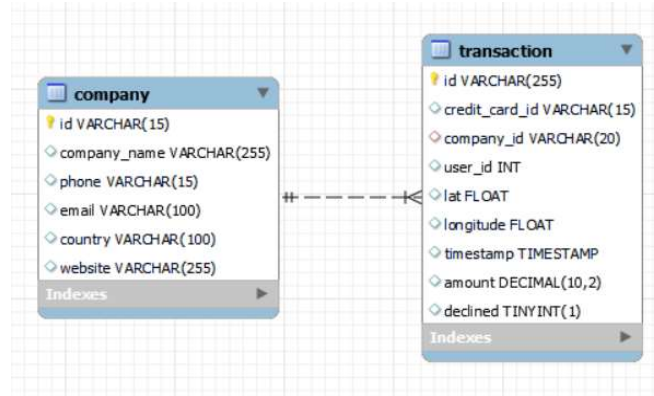 company
id VARCHAR(15)
company_name VARCHAR(255)
phone VARCHAR(15)
email VARCHAR(100)
country VARCHAR(100)
website VARCHAR(255)
Indexes
transaction
id VARCHAR(255)
credit_card_id VARCHAR(15)
company_id VARCHAR(20)
user_id INT
lat FLOAT
longitude FLOAT
timestamp TIMESTAMP
amount DECIMAL(10,2)
declined TINYINT(1)
Indexes